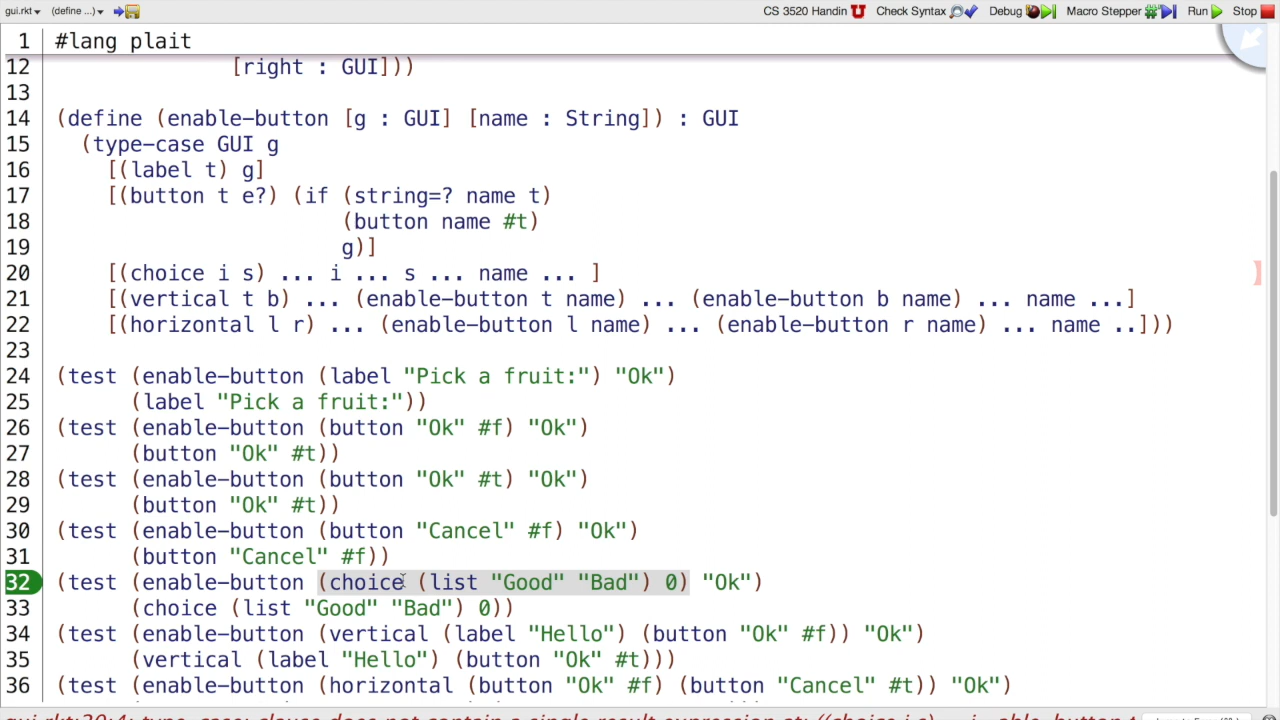 gui.rkt (define ...) CS 3520 Handin Check Syntax Debug Macro Stepper Run Stop
1 #lang plait
12 [right : GUI]))
13
14 (define (enable-button [g : GUI] [name : String]) : GUI
15 (type-case GUI g
16 [(label t) g]
17 [(button t e?) (if (string=? name t)
18 (button name #t)
19 g)]
20 [(choice i s) ... i ... s ... name ... ]
21 [(vertical t b) ... (enable-button t name) ... (enable-button b name) ... name ...]
22 [(horizontal l r) ... (enable-button l name) ... (enable-button r name) ... name ..]))
23
24 (test (enable-button (label "Pick a fruit:") "Ok")
25 (label "Pick a fruit:"))
26 (test (enable-button (button "Ok" #f) "Ok")
27 (button "Ok" #t))
28 (test (enable-button (button "Ok" #t) "Ok")
29 (button "Ok" #t))
30 (test (enable-button (button "Cancel" #f) "Ok")
31 (button "Cancel" #f))
32 (test (enable-button (choice (list "Good" "Bad") 0) "Ok")
33 (choice (list "Good" "Bad") 0))
34 (test (enable-button (vertical (label "Hello") (button "Ok" #f)) "Ok")
35 (vertical (label "Hello") (button "Ok" #t)))
36 (test (enable-button (horizontal (button "Ok" #f) (button "Cancel" #t)) "Ok")